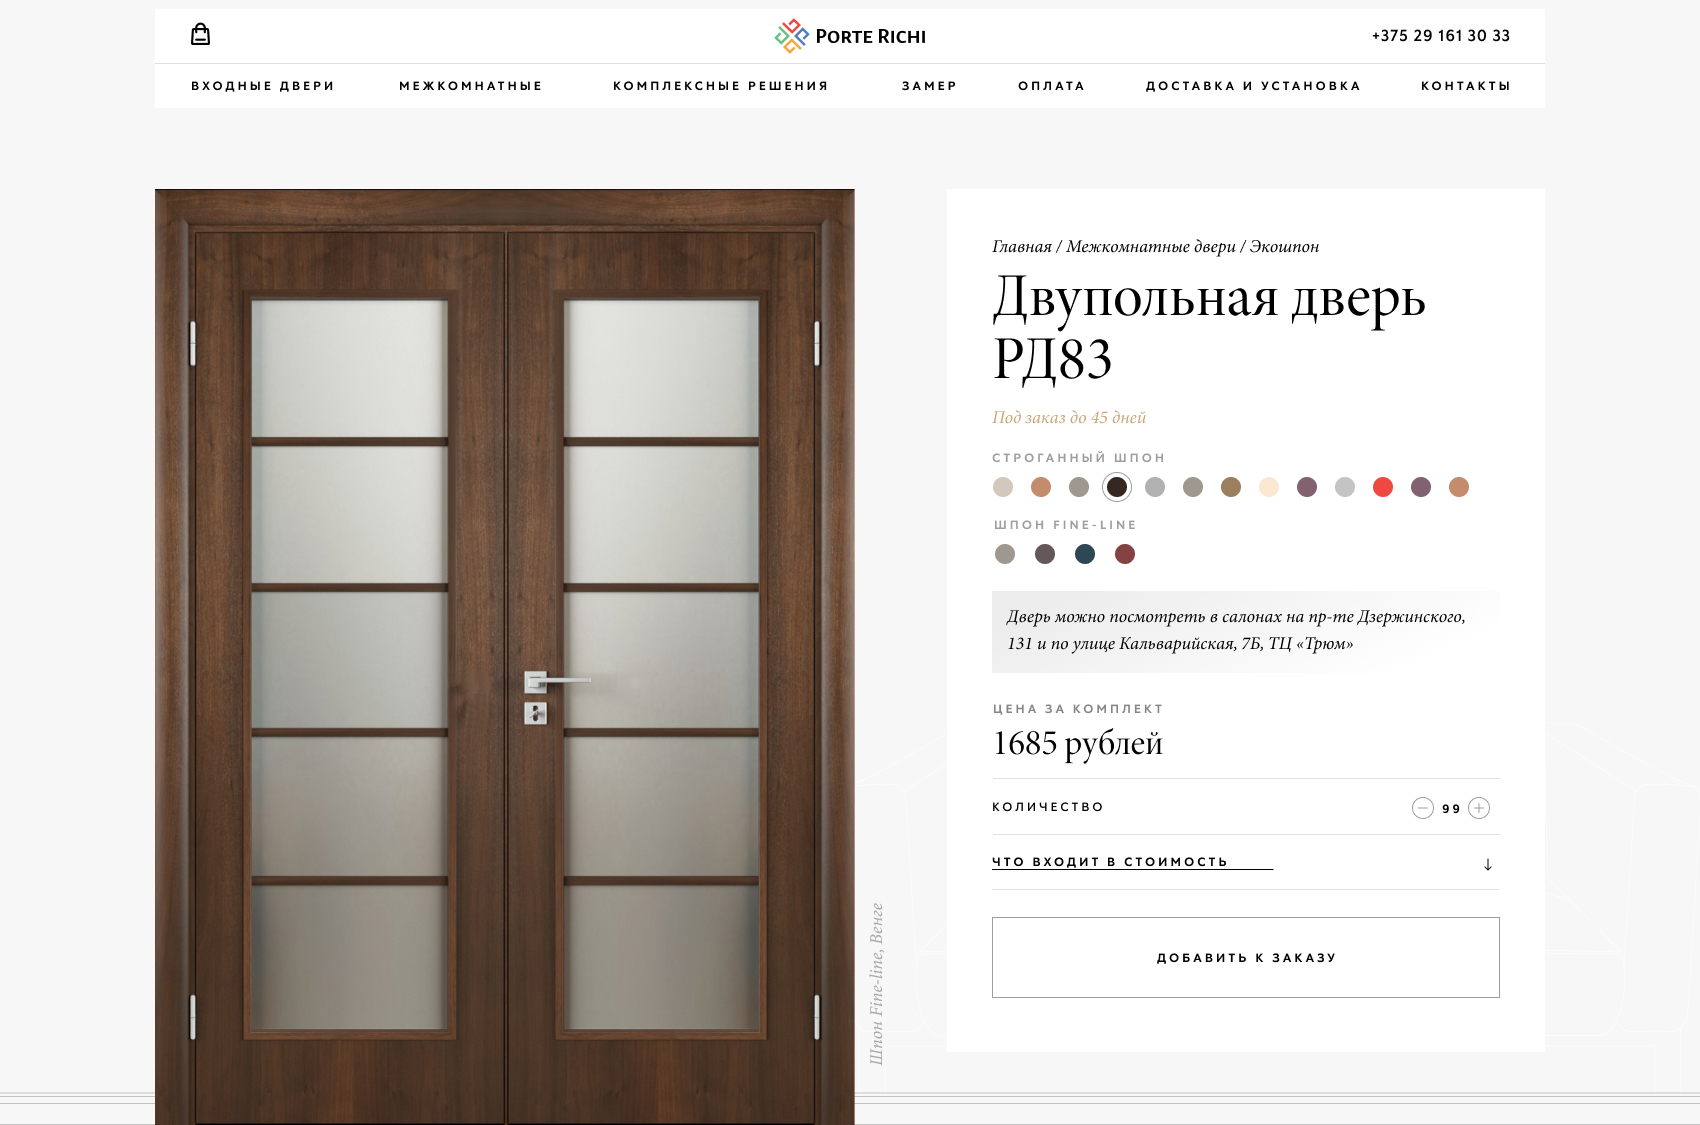 PORTE RICHI
+375 29 161 30 33
ВХОДНЫЕ ДВЕРИ МЕЖКОМНАТНЫЕ КОМПЛЕКСНЫЕ РЕШЕНИЯ ЗАМЕР ОПЛАТА ДОСТАВКА И УСТАНОВКА КОНТАКТЫ
Главная / Межкомнатные двери / Экошпон
Двупольная дверь
РД83
Под заказ до 45 дней
СТРОГАННЫЙ ШПОН
ШПОН FINE-LINE
Дверь можно посмотреть в салонах на пр-те Дзержинского,
131 и по улице Кальварийская, 7Б, ТЦ «Трюм»
ЦЕНА ЗА КОМПЛЕКТ
1685 рублей
КОЛИЧЕСТВО
99
ЧТО ВХОДИТ В СТОИМОСТЬ
ДОБАВИТЬ К ЗАКАЗУ
Шпон Fine-line, Венге